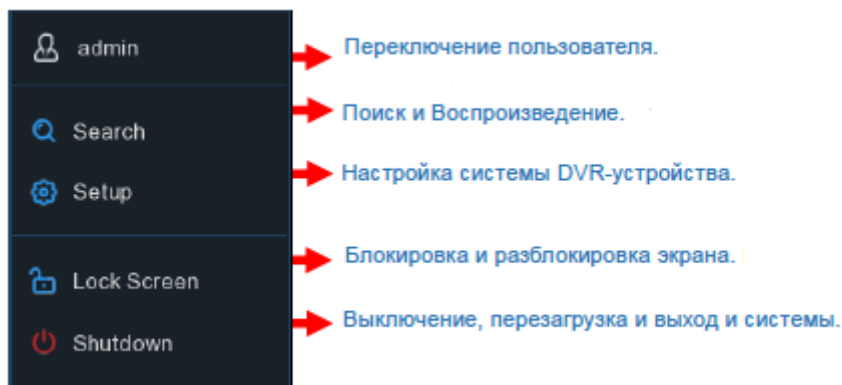 admin
Переключение пользователя.
Search
Поиск и Воспроизведение.
Setup
Настройка системы DVR-устройства.
Lock Screen
Блокировка и разблокировка экрана.
Shutdown
Выключение, перезагрузка и выход и системы.